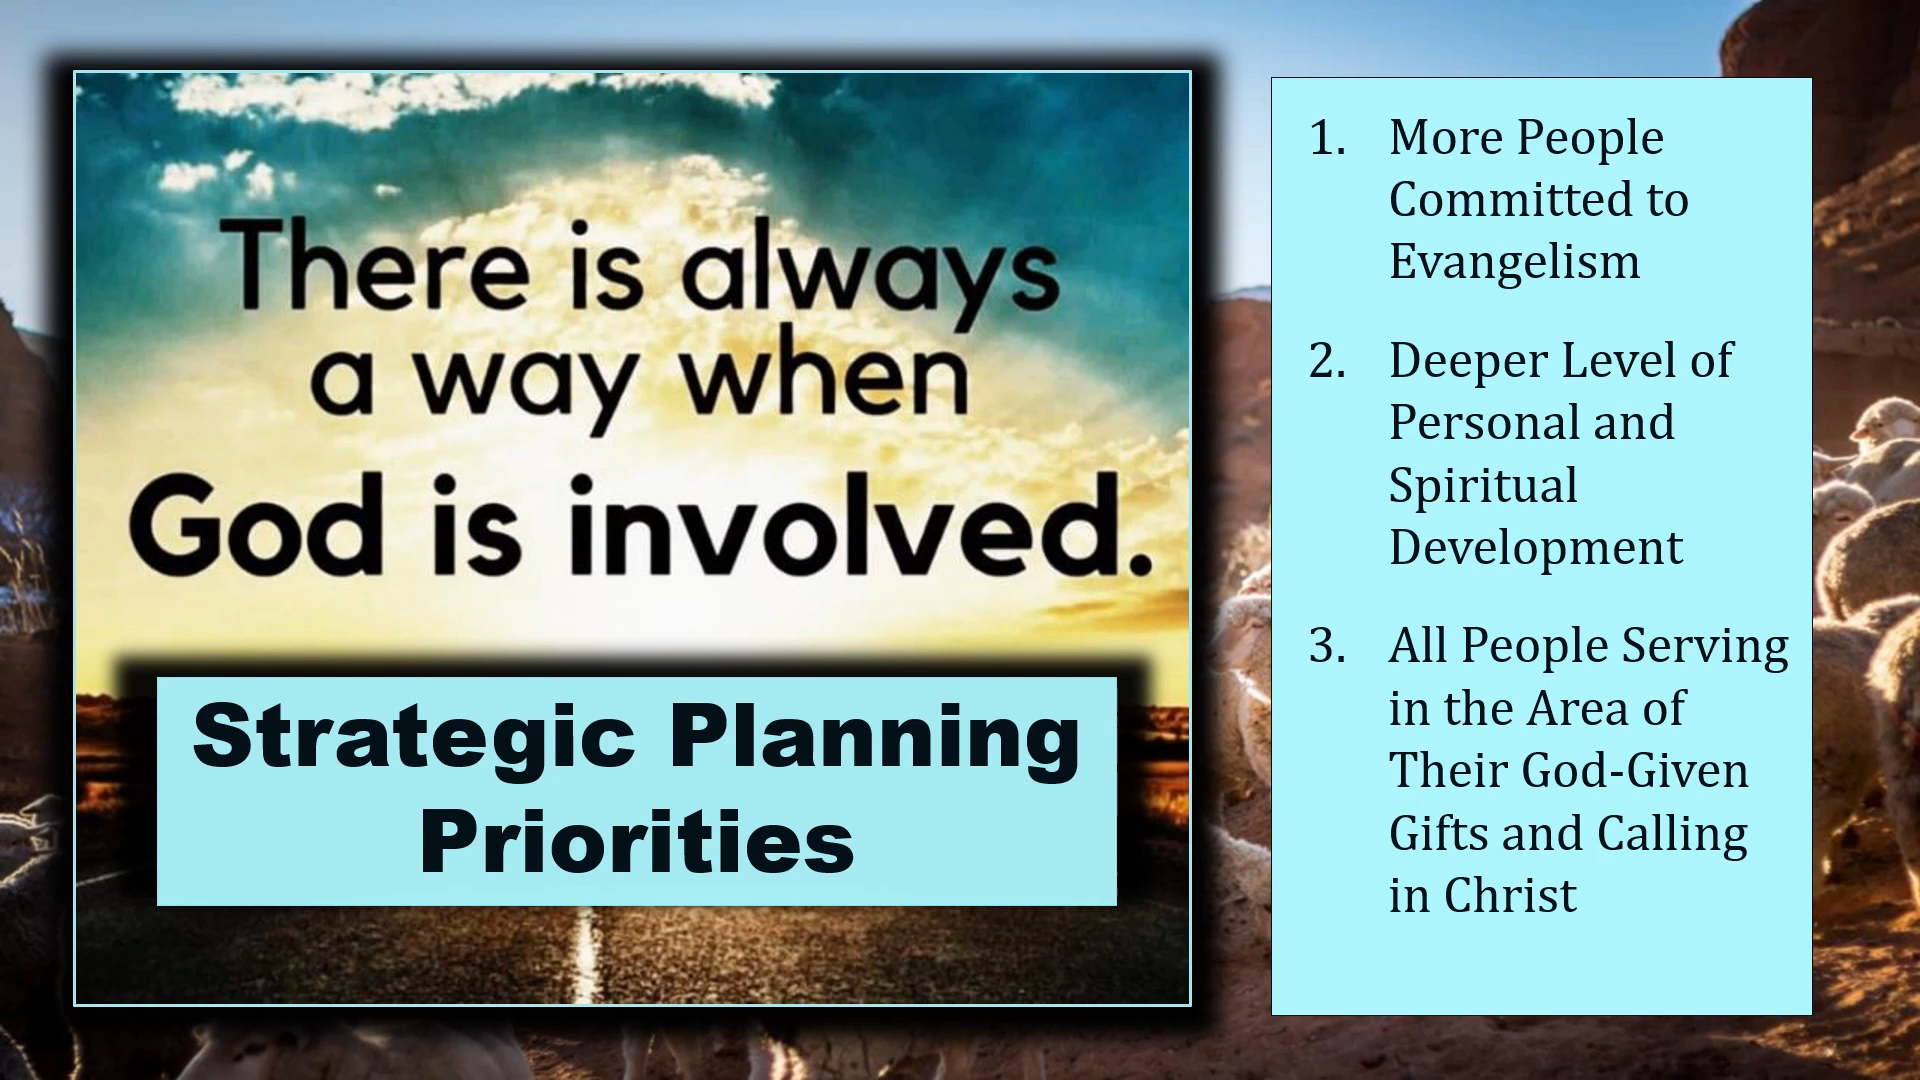 There is always
a way when
God is involved.
Strategic Planning
Priorities
1. More People
Committed to
Evangelism
2. Deeper Level of
Personal and
Spiritual
Development
3. All People Serving
in the Area of
Their God-Given
Gifts and Calling
in Christ